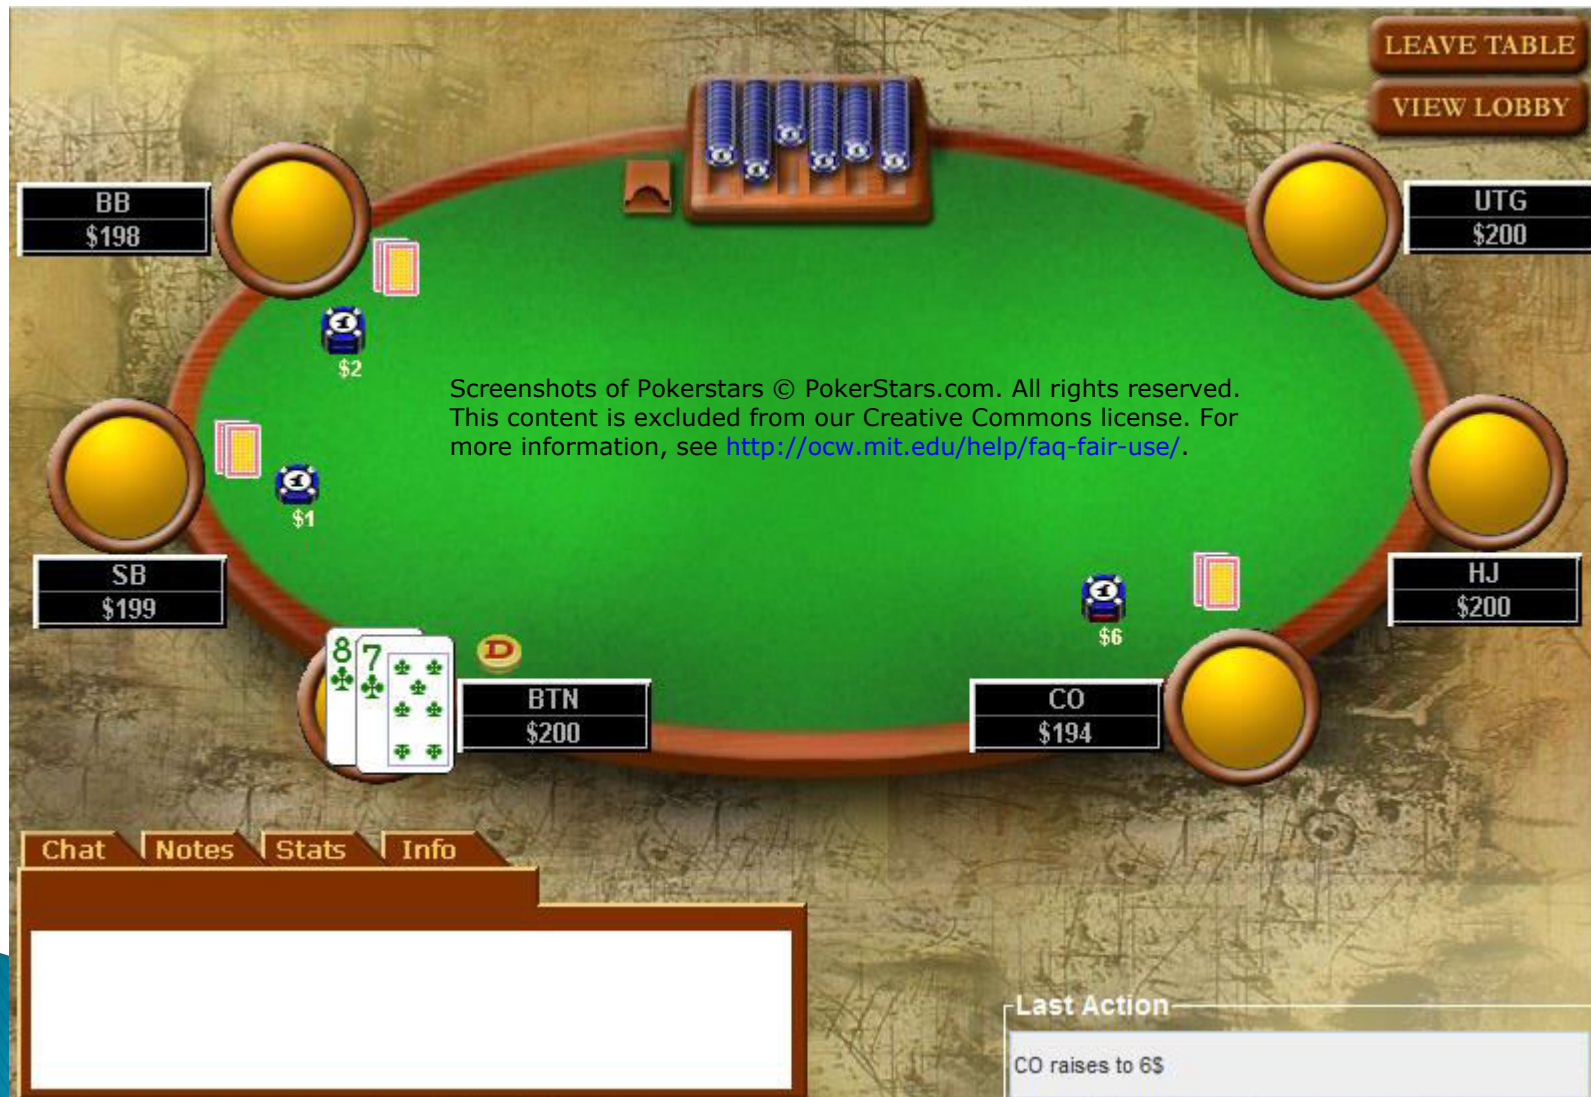 LEAVE TABLE
VIEW LOBBY
BB
$198
UTG
$200
$2
Screenshots of Pokerstars © PokerStars.com. All rights reserved.
This content is excluded from our Creative Commons license. For
more information, see http://ocw.mit.edu/help/faq-fair-use/.
$1
SB
$199
HJ
$200
$6
8
7
D
BTN
$200
CO
$194
Chat
Notes
Stats
Info
Last Action
CO raises to 6$